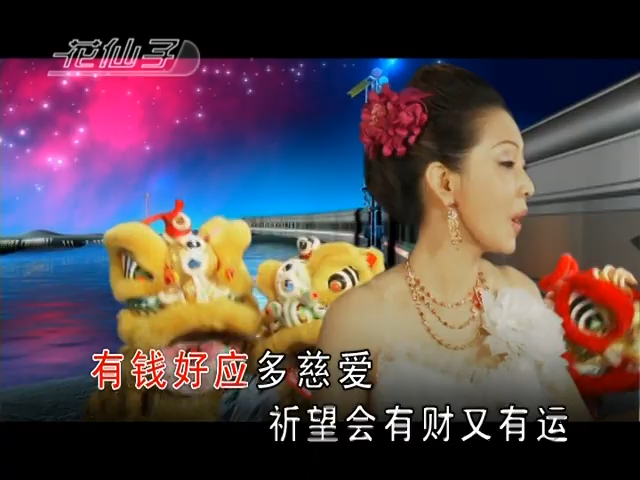 花仙子
有钱好应多慈爱
祈望会有财又有运